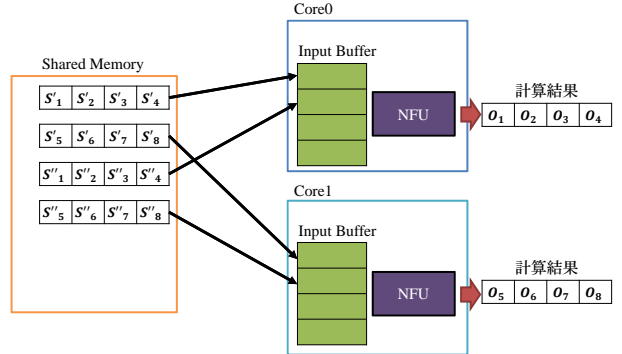 Core0
Shared Memory
Input Buffer
S'₁ S'₂ S'₃ S'₄
S'₅ S'₆ S'₇ S'₈
S''₁ S''₂ S''₃ S''₄
S''₅ S''₆ S''₇ S''₈
NFU
計算結果
O₁ O₂ O₃ O₄
Core1
Input Buffer
NFU
計算結果
O₅ O₆ O₇ O₈